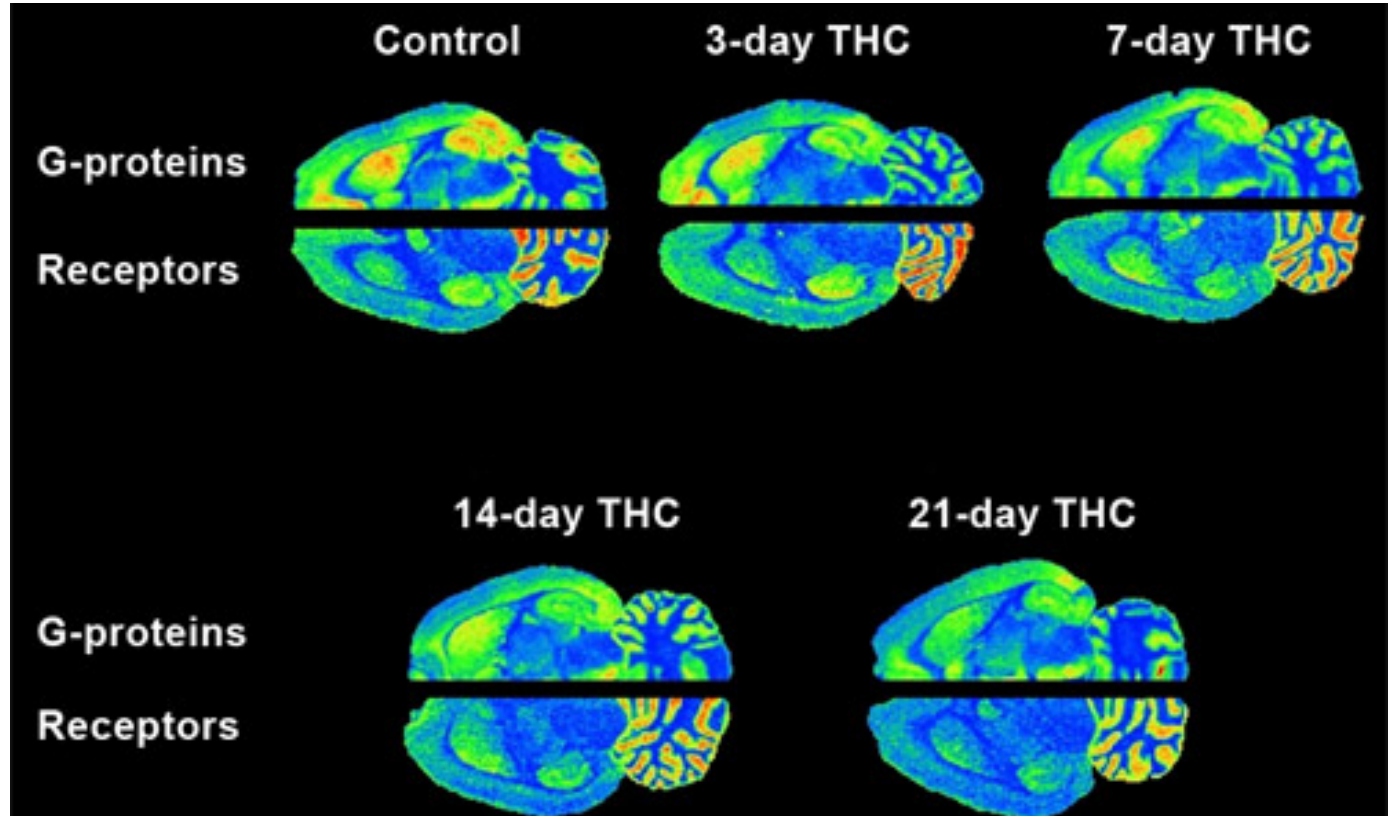 Control 3-day THC 7-day THC
G-proteins
Receptors
14-day THC 21-day THC
G-proteins
Receptors